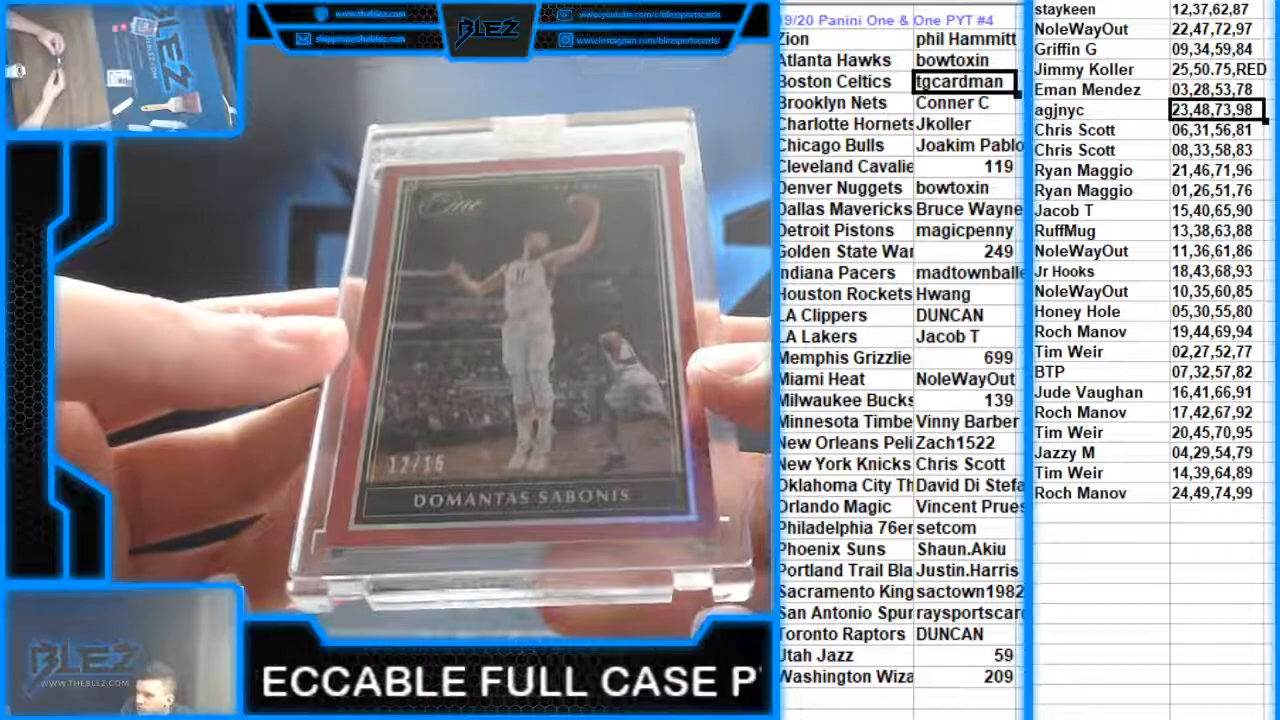 www.theblez.com
www.youtube.com/c/blezsportscards/
BLEZ
www.instagram.com/blezsportscards/
One
12/15
DOMANTAS SABONIS
BLEZ
WWW.THEBLEZ.COM
ECCABLE FULL CASE P
9/20 Panini One & One PYT #4
Zion phil Hammitt
Atlanta Hawks bowtoxin
Boston Celtics tgcardman
Brooklyn Nets Conner C
Charlotte Hornets Jkoller
Chicago Bulls Joakim Pablo
Cleveland Cavalie 119
Denver Nuggets bowtoxin
Dallas Mavericks Bruce Wayne
Detroit Pistons magicpenny
Golden State War 249
Indiana Pacers madtownballe
Houston Rockets Hwang
LA Clippers DUNCAN
LA Lakers Jacob T
Memphis Grizzlie 699
Miami Heat NoleWayOut
Milwaukee Bucks 139
Minnesota Timbe Vinny Barber
New Orleans Peli Zach1522
New York Knicks Chris Scott
Oklahoma City Th David Di Stefa
Orlando Magic Vincent Prues
Philadelphia 76er setcom
Phoenix Suns Shaun.Akiu
Portland Trail Bla Justin.Harris
Sacramento King sactown1982
San Antonio Spur raysportscar
Toronto Raptors DUNCAN
Utah Jazz 59
Washington Wiza 209
staykeen 12,37,62,87
NoleWayOut 22,47,72,97
Griffin G 09,34,59,84
Jimmy Koller 25,50.75,RED
Eman Mendez 03,28,53,78
agjnyc 23,48,73,98
Chris Scott 06,31,56,81
Chris Scott 08,33,58,83
Ryan Maggio 21,46,71,96
Ryan Maggio 01,26,51,76
Jacob T 15,40,65,90
RuffMug 13,38,63,88
NoleWayOut 11,36,61,86
Jr Hooks 18,43,68,93
NoleWayOut 10,35,60,85
Honey Hole 05,30,55,80
Roch Manov 19,44,69,94
Tim Weir 02,27,52,77
BTP 07,32,57,82
Jude Vaughan 16,41,66,91
Roch Manov 17,42,67,92
Tim Weir 20,45,70,95
Jazzy M 04,29,54,79
Tim Weir 14,39,64,89
Roch Manov 24,49,74,99